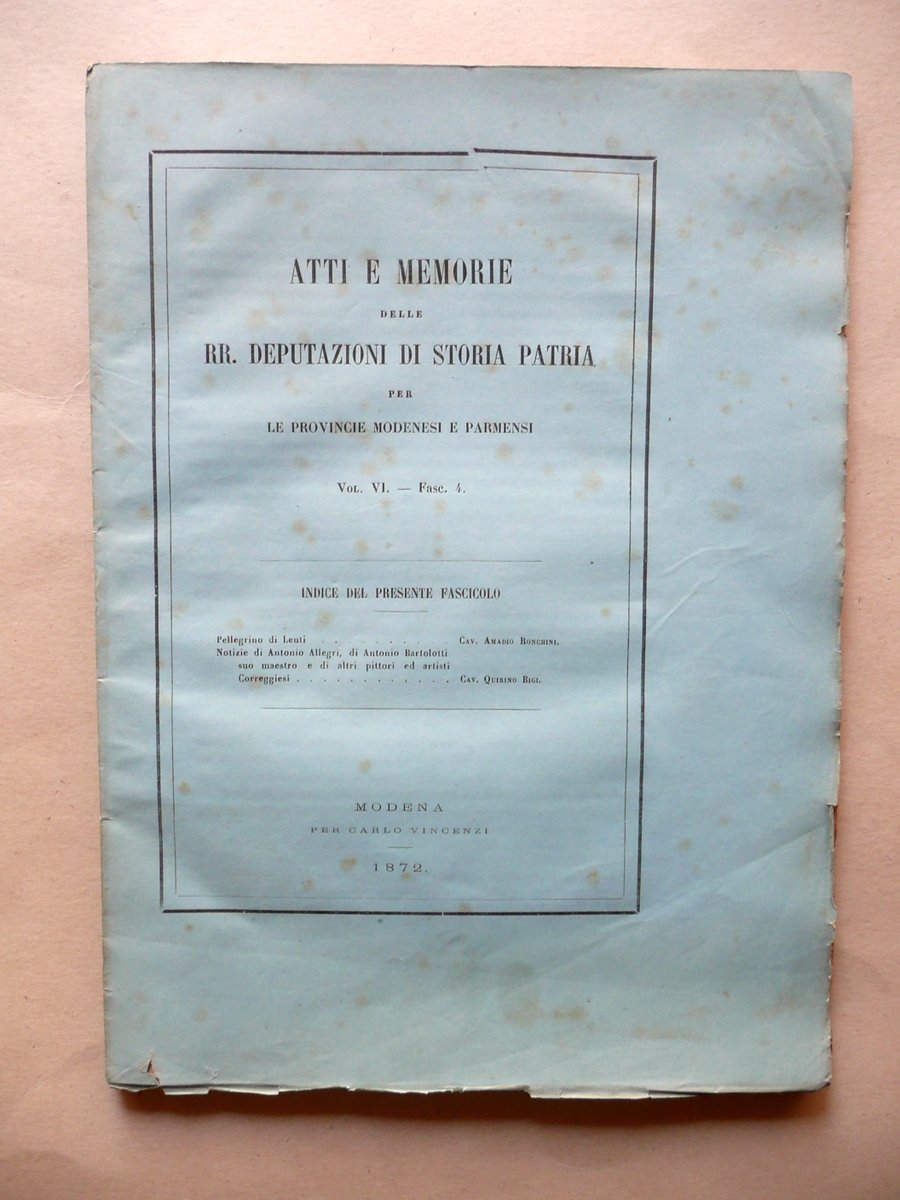 ATTI E MEMORIE
DELLE
RR. DEPUTAZIONI DI STORIA PATRIA
PER
LE PROVINCIE MODENESI E PARMENSI
VOL. VI. — FASC. 4.
INDICE DEL PRESENTE FASCICOLO
Pellegrino di Leuti . . . . . . . . . . CAV. AMADIO RONCHINI.
Notizie di Antonio Allegri, di Antonio Bartolotti
suo maestro e di altri pittori ed artisti
Correggiesi . . . . . . . . . . . . CAV. QUIRINO BIGI.
MODENA
PER CARLO VINCENZI
1872.